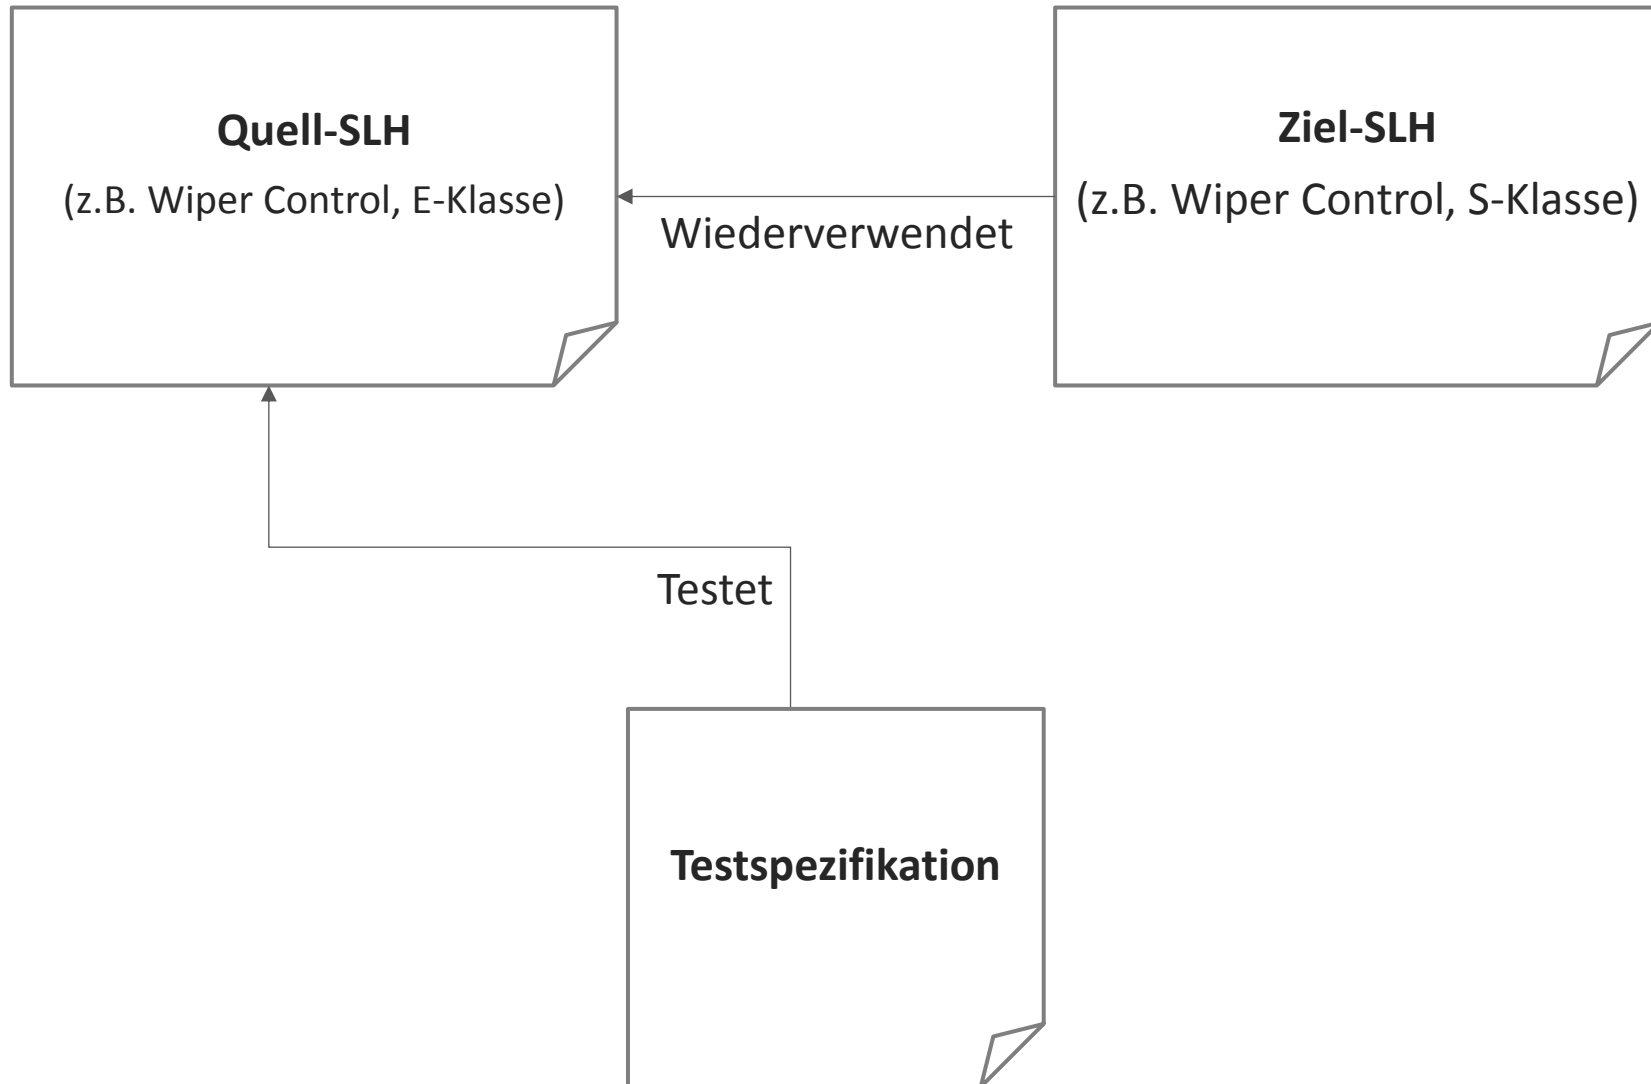 Quell-SLH
(z.B. Wiper Control, E-Klasse)
Ziel-SLH
(z.B. Wiper Control, S-Klasse)
Wiederverwendet
Testet
Testspezifikation